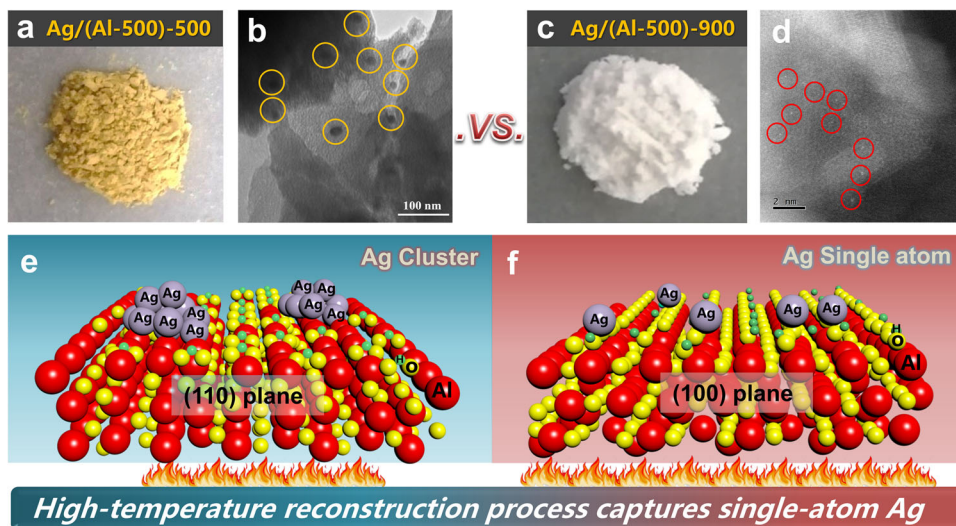 a Ag/(Al-500)-500
b
100 nm
.VS.
c Ag/(Al-500)-900
d
2 nm
e Ag Cluster
Ag Ag Ag Ag Ag Ag
Ag Ag Ag Ag
H
O
Al
(110) plane
f Ag Single atom
Ag Ag Ag Ag Ag
H
O
Al
(100) plane
High-temperature reconstruction process captures single-atom Ag